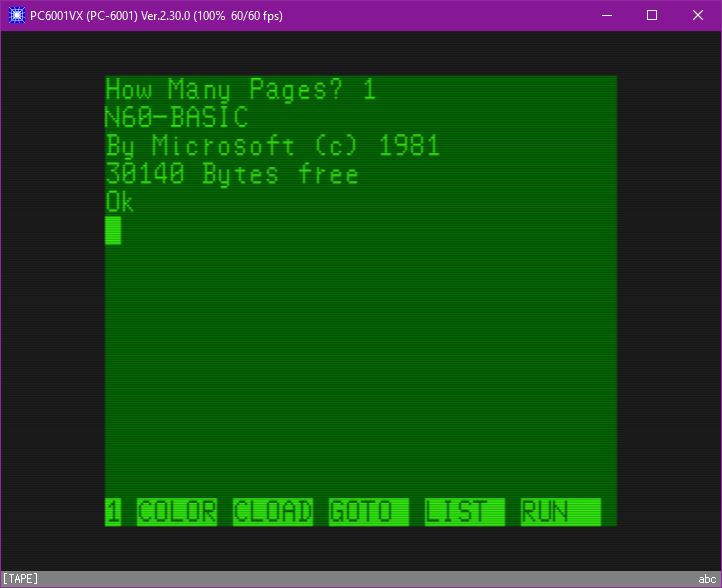 PC6001VX (PC-6001) Ver.2.30.0 (100% 60/60 fps)
How Many Pages? 1
N60-BASIC
By Microsoft (c) 1981
30140 Bytes free
Ok
1 COLOR CLOAD GOTO LIST RUN
[TAPE] abc